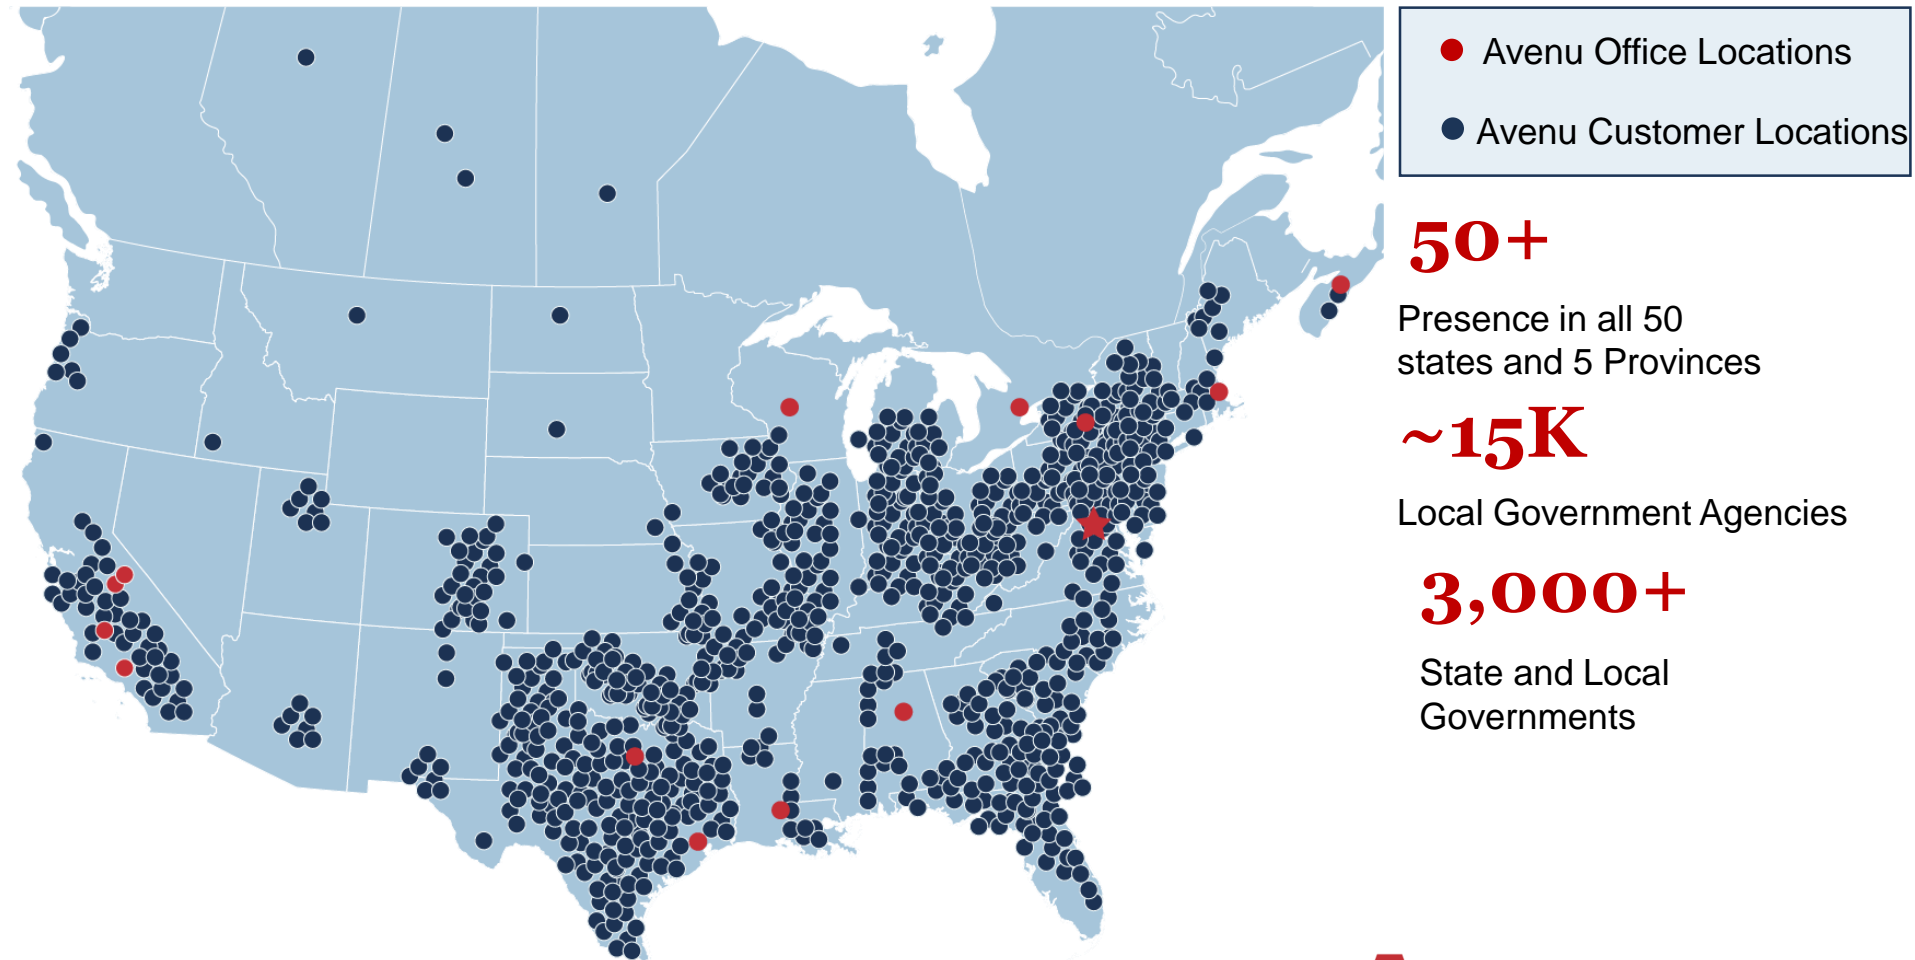 Avenu Office Locations
Avenu Customer Locations
50+
Presence in all 50
states and 5 Provinces
~15K
Local Government Agencies
3,000+
State and Local
Governments